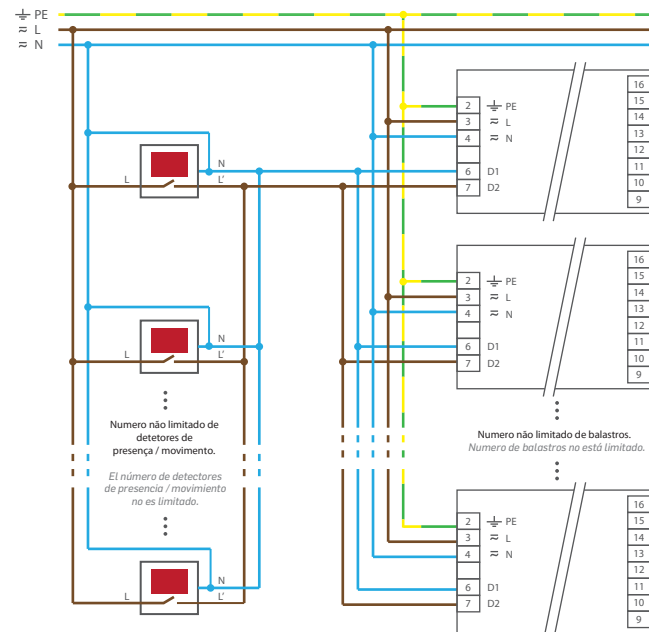 PE
≂ L
≂ N
2 PE
3 ≂ L
4 ≂ N
6 D1
7 D2
16
15
14
13
12
11
10
9
L N
L'
2 PE
3 ≂ L
4 ≂ N
6 D1
7 D2
16
15
14
13
12
11
10
9
L N
L'
Numero não limitado de
detetores de
presença / movimento.
El número de detectores
de presencia / movimiento
no es limitado.
Numero não limitado de balastros.
Numero de balastros no está limitado.
2 PE
3 ≂ L
4 ≂ N
6 D1
7 D2
16
15
14
13
12
11
10
9
L N
L'